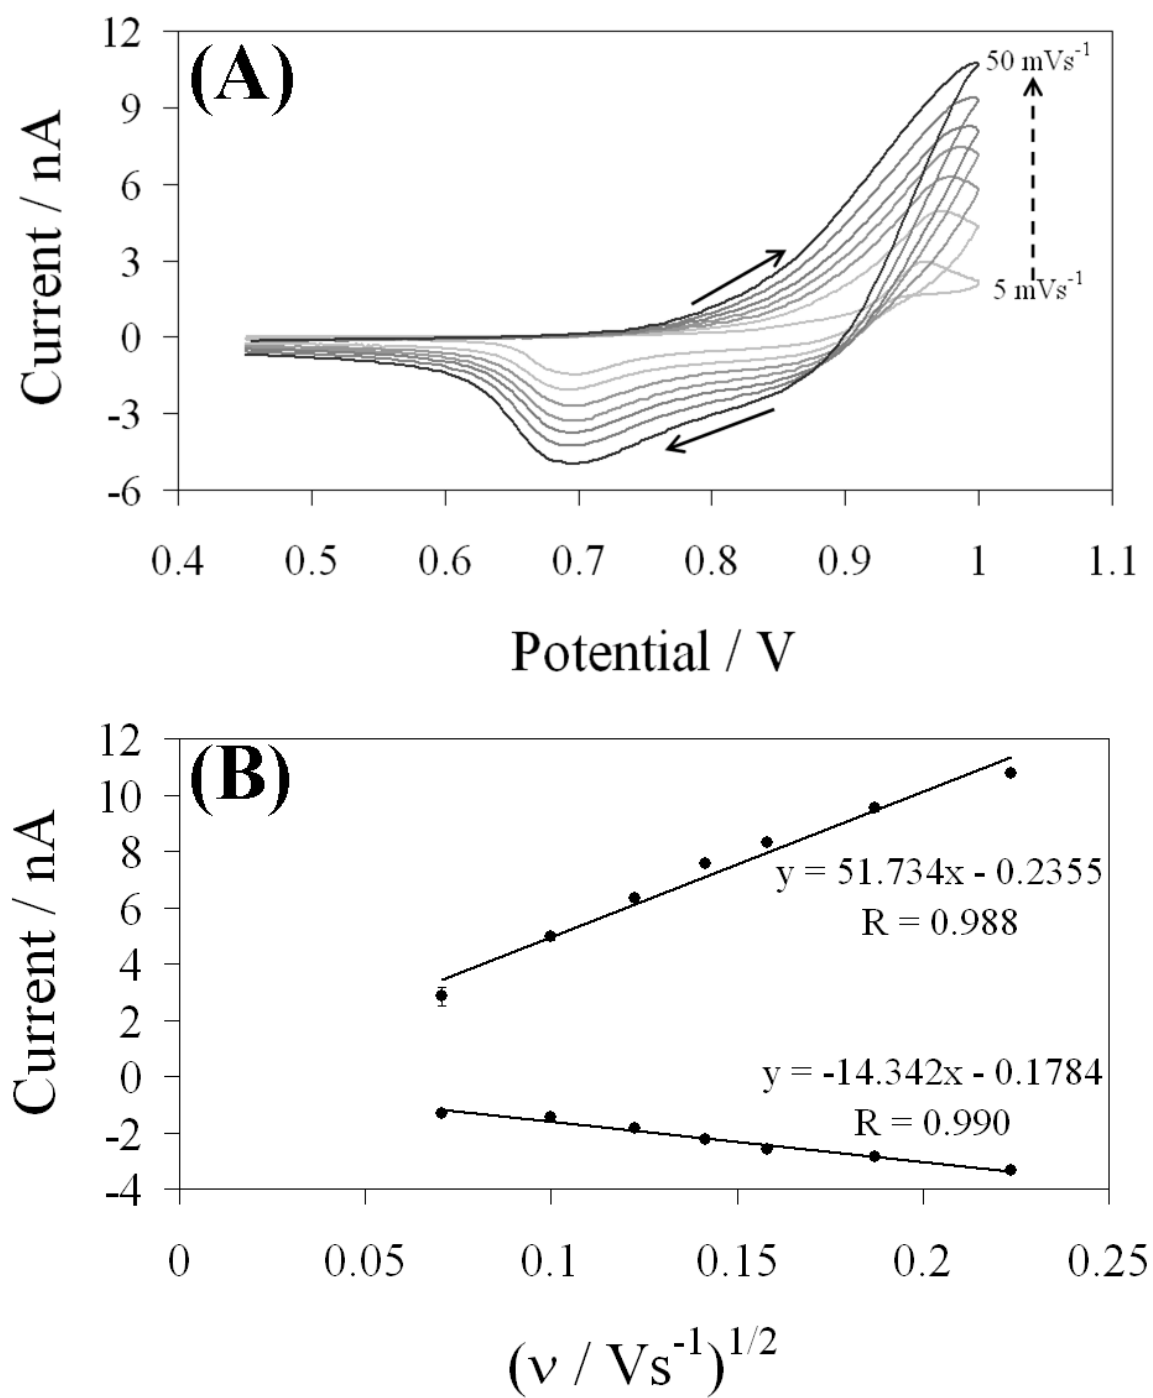 12
(A)
50 mVs⁻¹
9
6
3
5 mVs⁻¹
0
-3
-6
Current / nA
0.4 0.5 0.6 0.7 0.8 0.9 1 1.1
Potential / V
12
(B)
10
8
y = 51.734x - 0.2355
R = 0.988
6
4
2
0
y = -14.342x - 0.1784
R = 0.990
-2
-4
Current / nA
0 0.05 0.1 0.15 0.2 0.25
(ν / Vs⁻¹)¹/²